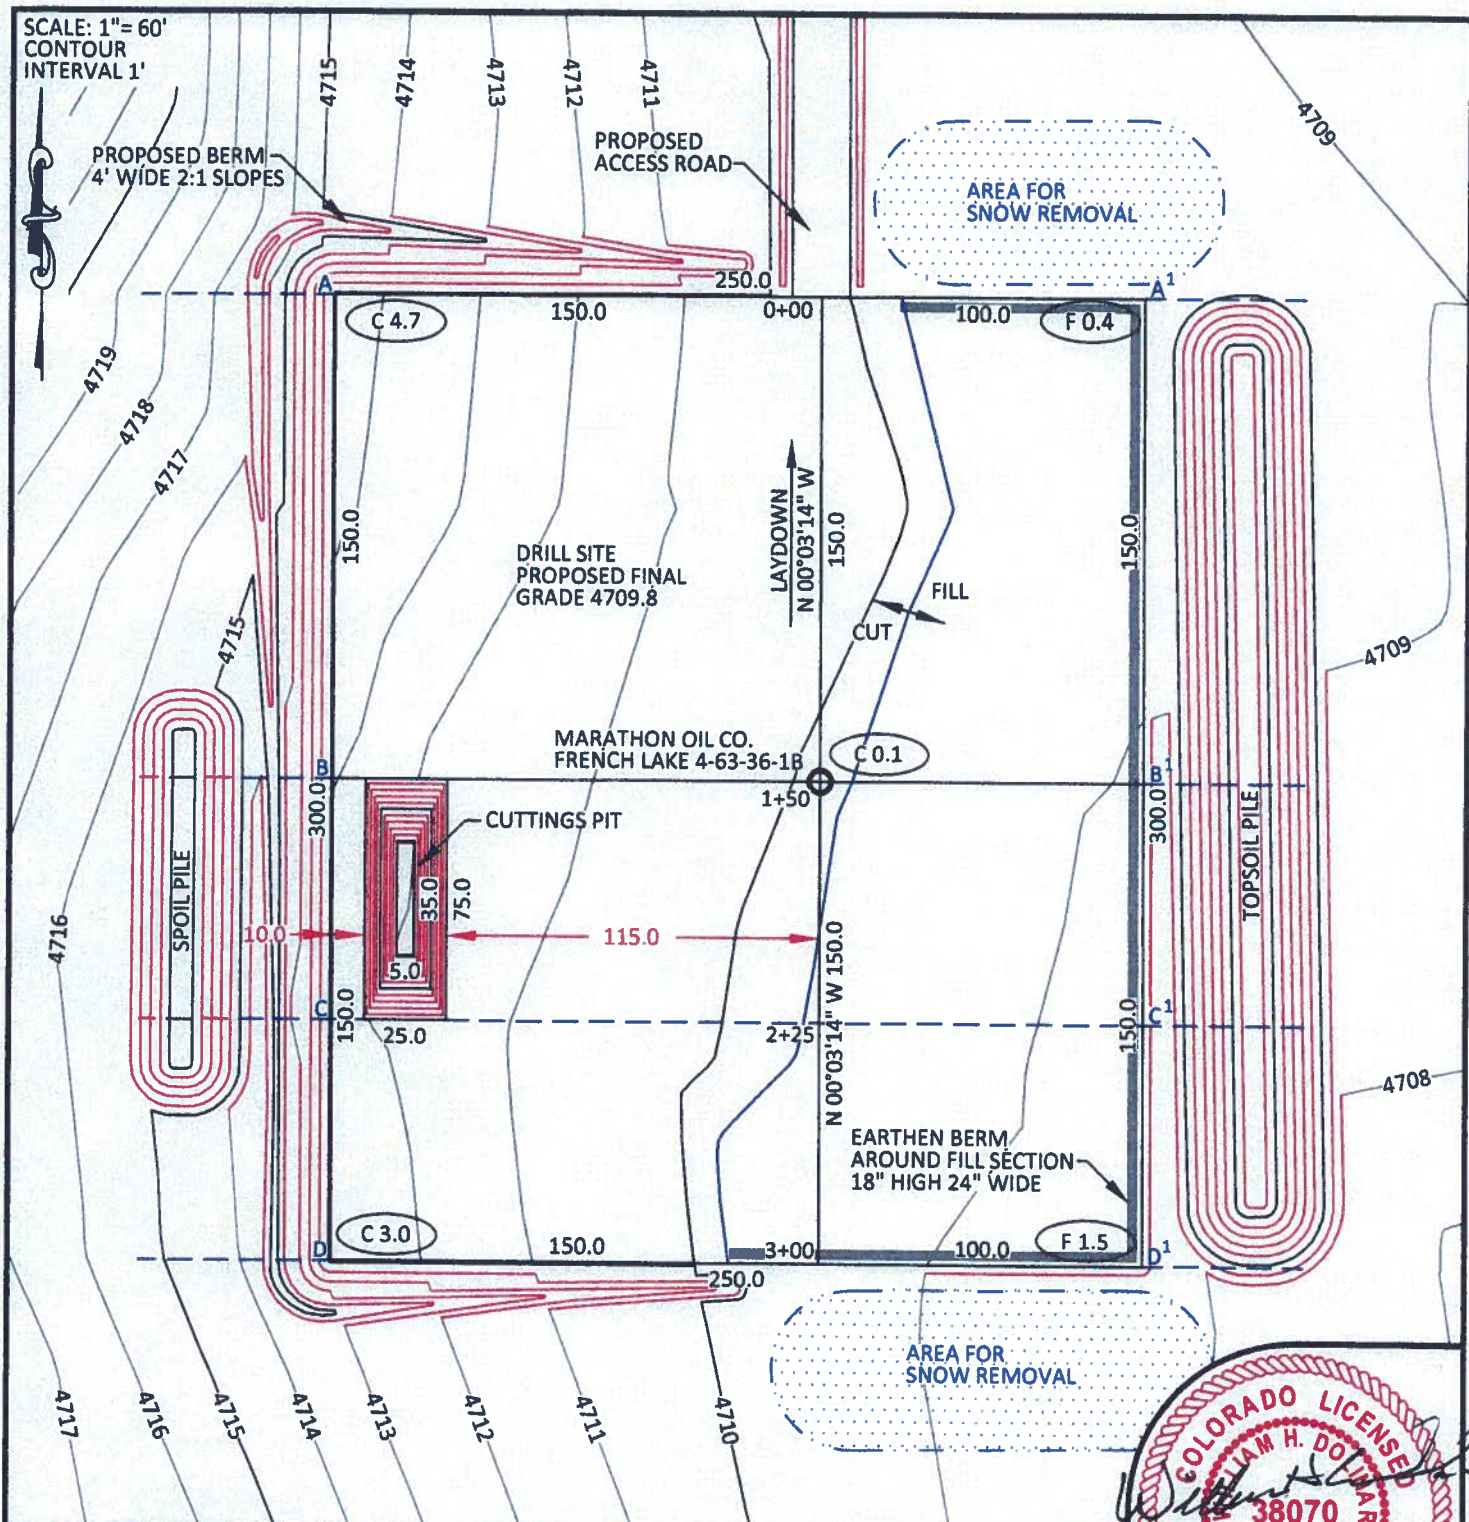 SCALE: 1"= 60'
CONTOUR
INTERVAL 1'
4715
4714
4713
4712
4711
4709
PROPOSED BERM
4' WIDE 2:1 SLOPES
PROPOSED
ACCESS ROAD
AREA FOR
SNOW REMOVAL
A
250.0
A1
C 4.7
150.0
0+00
100.0
F 0.4
4719
4718
4717
150.0
DRILL SITE
PROPOSED FINAL
GRADE 4709.8
LAYDOWN
N 00°03'14" W
150.0
150.0
FILL
CUT
4715
4709
MARATHON OIL CO.
FRENCH LAKE 4-63-36-1B
C 0.1
B
1+50
B1
300.0
300.0
CUTTINGS PIT
SPOIL PILE
TOPSOIL PILE
35.0
75.0
4716
10.0
115.0
5.0
N 00°03'14" W 150.0
C
150.0
25.0
2+25
150.0
C1
4708
EARTHEN BERM
AROUND FILL SECTION
18" HIGH 24" WIDE
C 3.0
F 1.5
D
150.0
3+00
100.0
D1
250.0
AREA FOR
SNOW REMOVAL
4717
4716
4715
4714
4713
4712
4711
4710
COLORADO LICENSED
38070